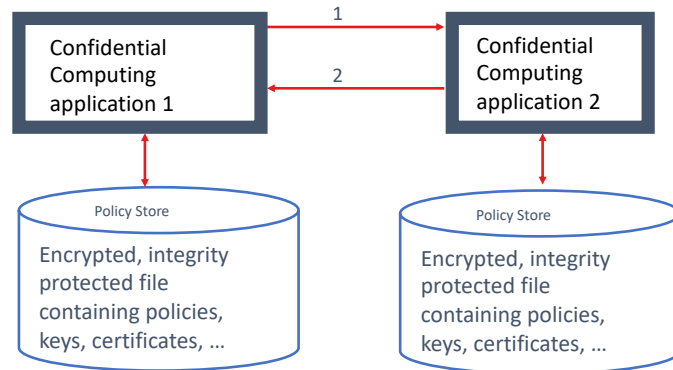 1
Confidential
Computing
application 1
Confidential
Computing
application 2
2
Policy Store
Encrypted, integrity
protected file
containing policies,
keys, certificates, …
Policy Store
Encrypted, integrity
protected file
containing policies,
keys, certificates, …